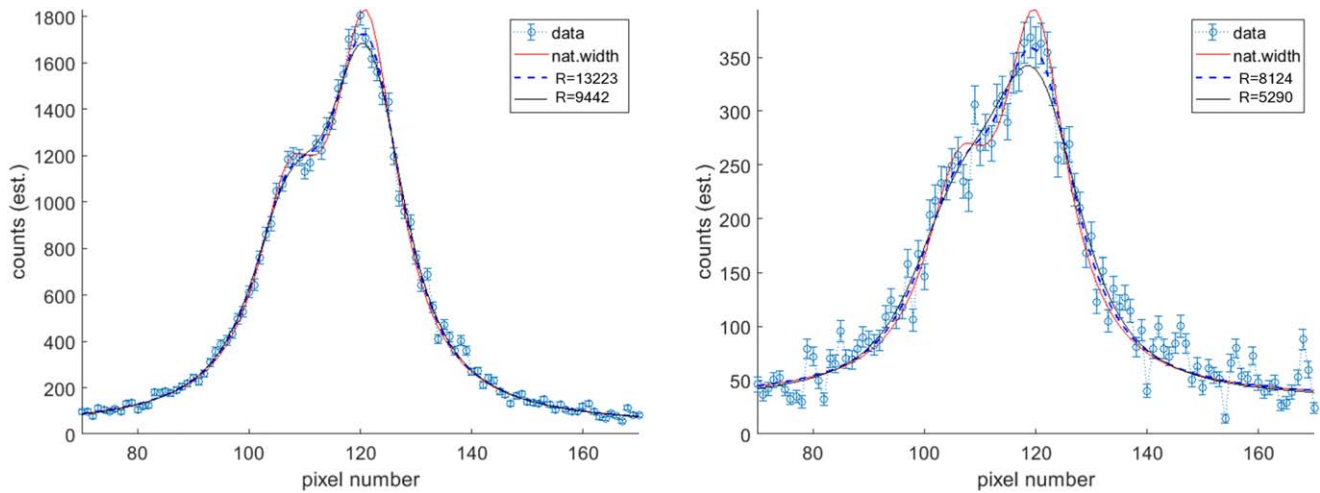 1800
1600
1400
1200
1000
800
600
400
200
0
counts (est.)
80
100
120
140
160
pixel number
data
nat.width
R=13223
R=9442
350
300
250
200
150
100
50
0
counts (est.)
80
100
120
140
160
pixel number
data
nat.width
R=8124
R=5290